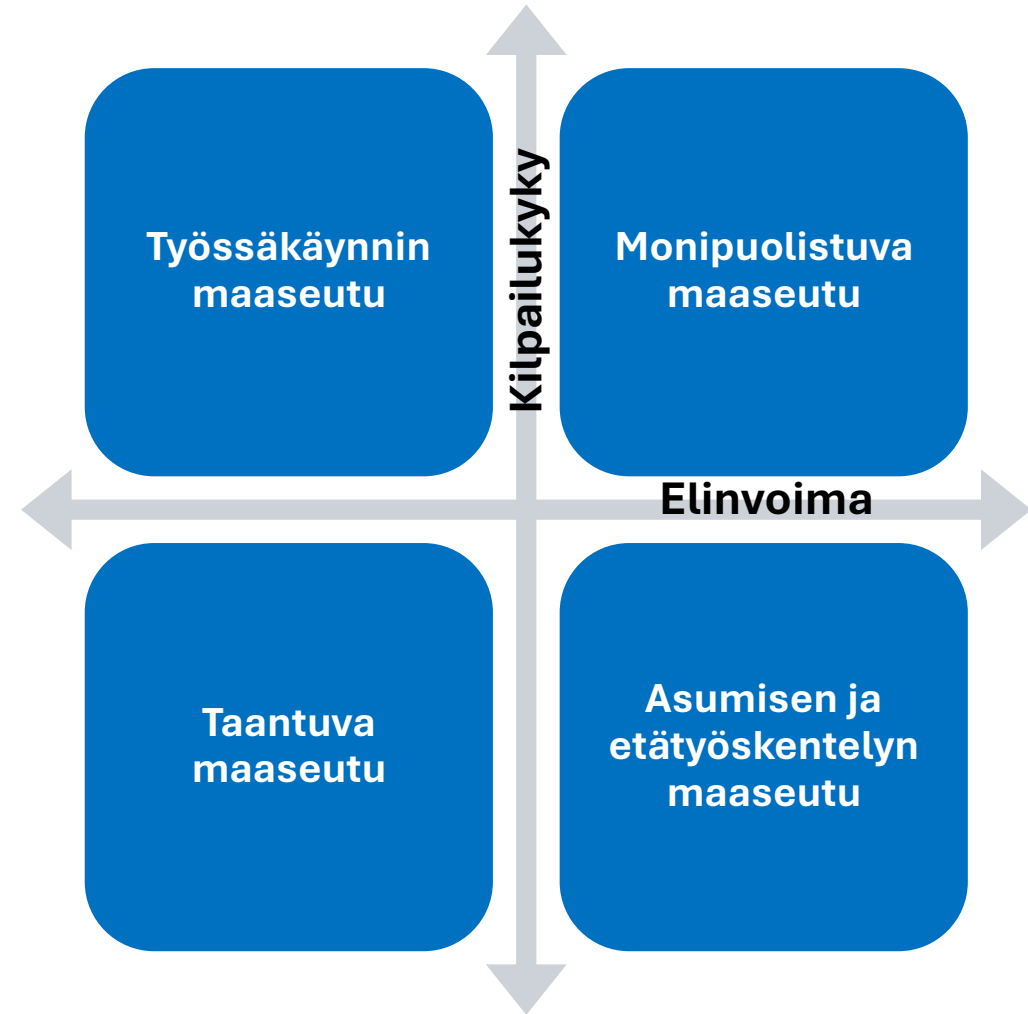 Työssäkäynnin
maaseutu
Kilpailukyky
Monipuolistuva
maaseutu
Elinvoima
Taantuva
maaseutu
Asumisen ja
etätyöskentelyn
maaseutu